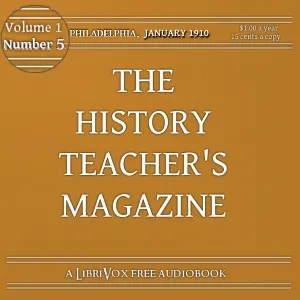 Volume 1
Number 5
PHILADELPHIA, JANUARY 1910
$1.00 a year
15 cents a copy
THE
HISTORY
TEACHER'S
MAGAZINE
A LIBRIVOX FREE AUDIOBOOK